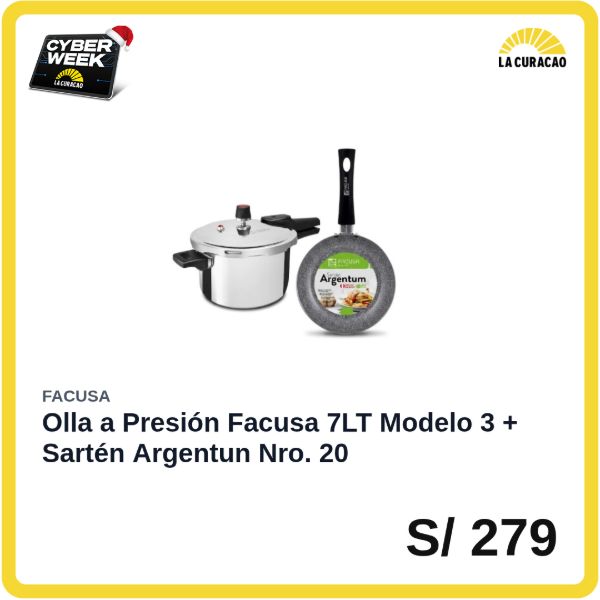 CYBER
WEEK
LA CURACAO
LA CURACAO
FACUSA
Argentum
FACUSA
Olla a Presión Facusa 7LT Modelo 3 +
Sartén Argentun Nro. 20
S/ 279